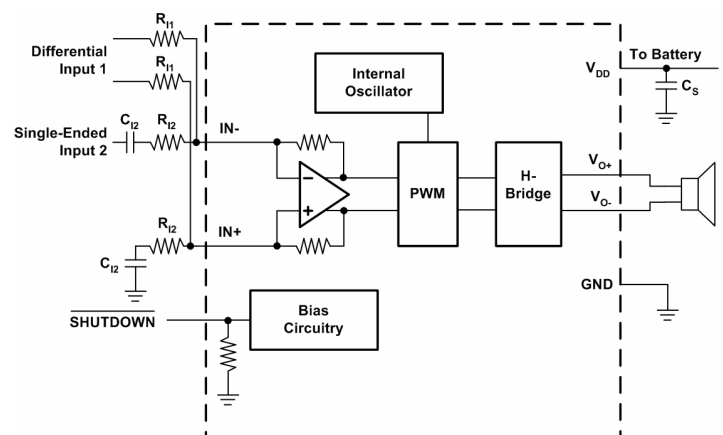 R_I1
Differential
Input 1
R_I1
Single-Ended
Input 2
C_I2
R_I2
IN-
Internal
Oscillator
V_DD
To Battery
C_S
−
+
PWM
H-
Bridge
V_O+
V_O-
R_I2
IN+
C_I2
GND
SHUTDOWN
Bias
Circuitry